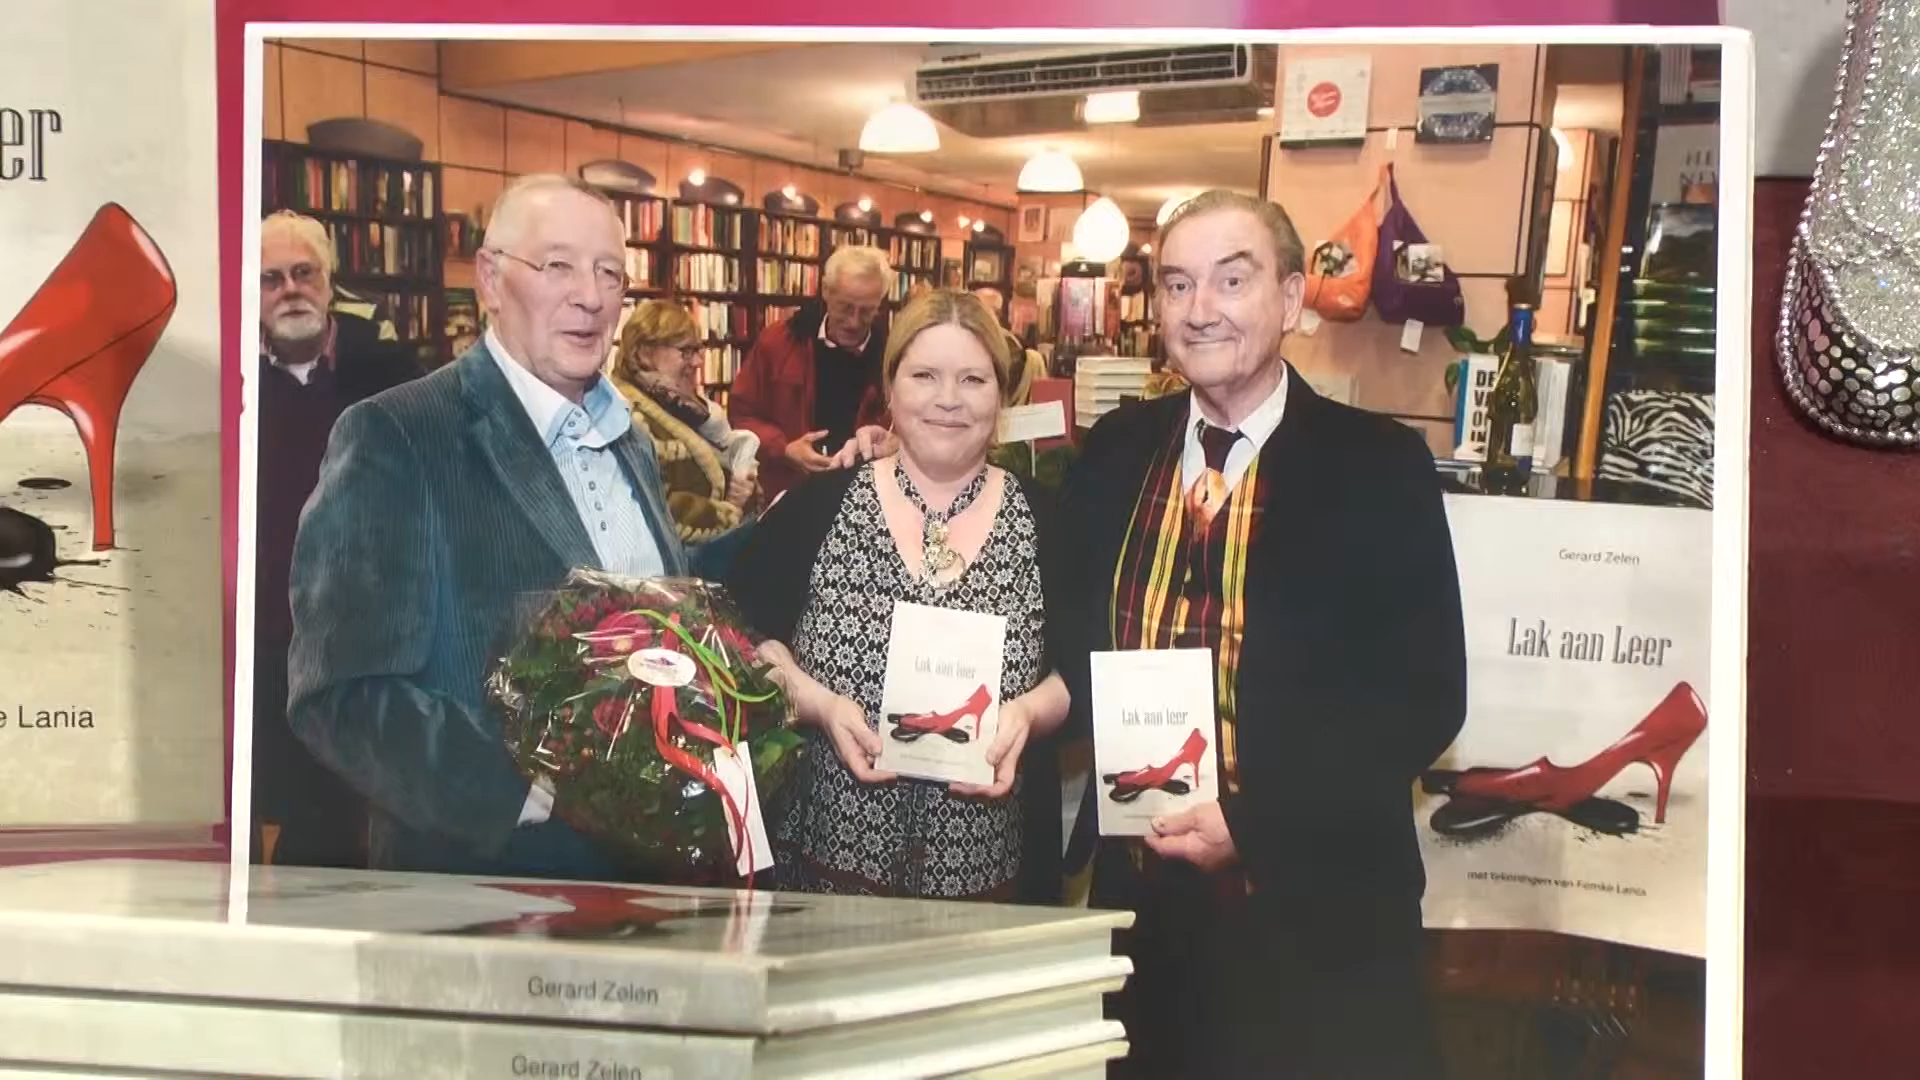 er
e Lania
Lak aan leer
Lak aan leer
DE
Gerard Zelen
Lak aan Leer
met tekeningen van Femke Lania
Gerard Zelen
Gerard Zelen